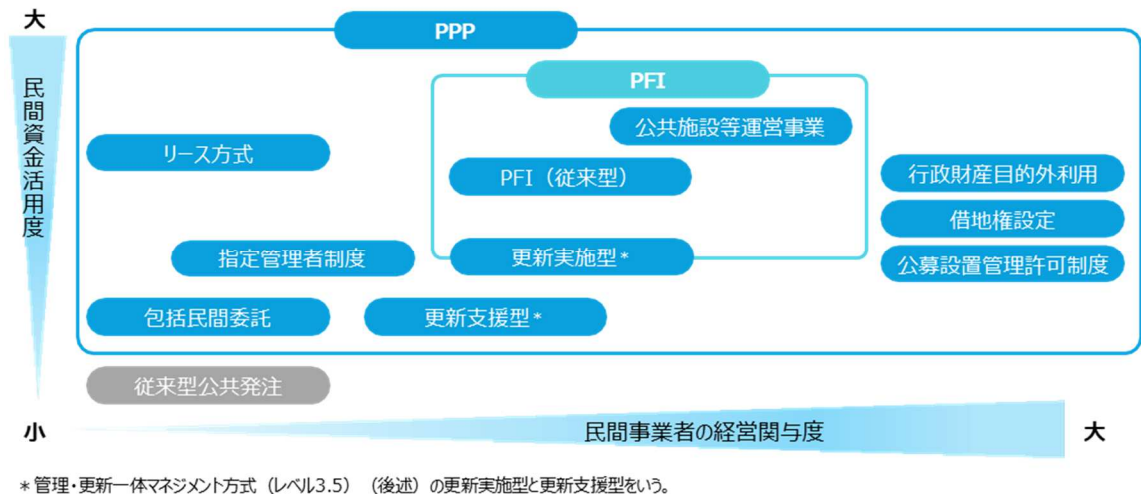 大
PPP
民間資金活用度
PFI
公共施設等運営事業
リース方式
PFI（従来型）
行政財産目的外利用
借地権設定
指定管理者制度
更新実施型*
公募設置管理許可制度
包括民間委託
更新支援型*
従来型公共発注
小
民間事業者の経営関与度
大
*管理・更新一体マネジメント方式（レベル3.5）（後述）の更新実施型と更新支援型をいう。